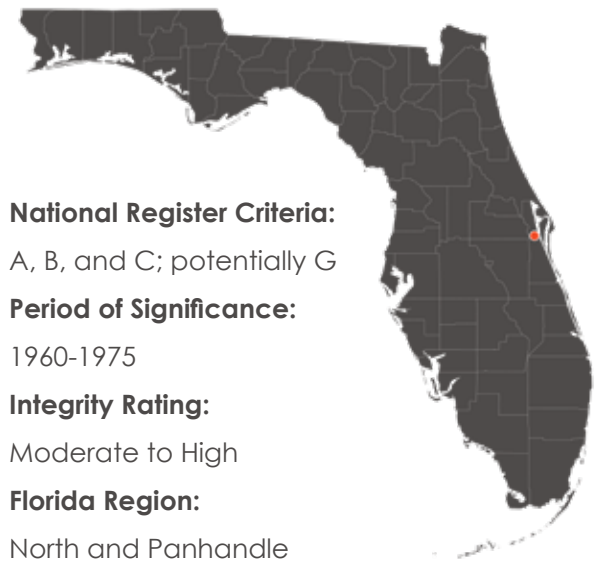 National Register Criteria:
A, B, and C; potentially G
Period of Significance:
1960-1975
Integrity Rating:
Moderate to High
Florida Region:
North and Panhandle